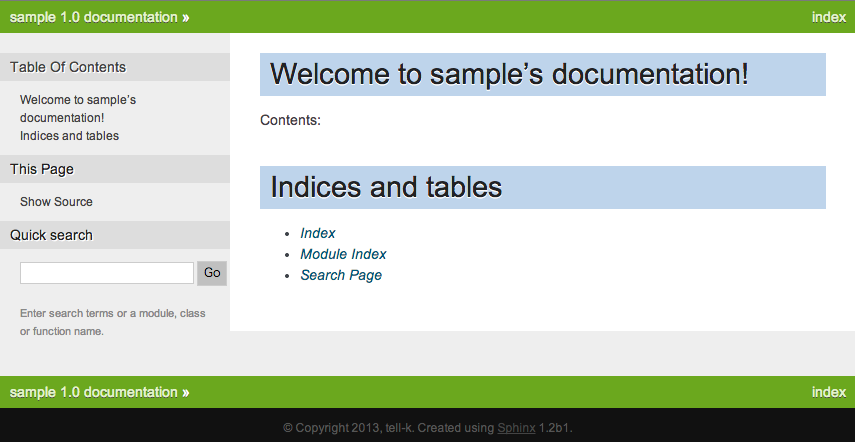 sample 1.0 documentation »
index
Table Of Contents
Welcome to sample's
documentation!
Indices and tables
This Page
Show Source
Quick search
Go
Enter search terms or a module, class
or function name.
Welcome to sample’s documentation!
Contents:
Indices and tables
Index
Module Index
Search Page
sample 1.0 documentation »
index
© Copyright 2013, tell-k. Created using Sphinx 1.2b1.